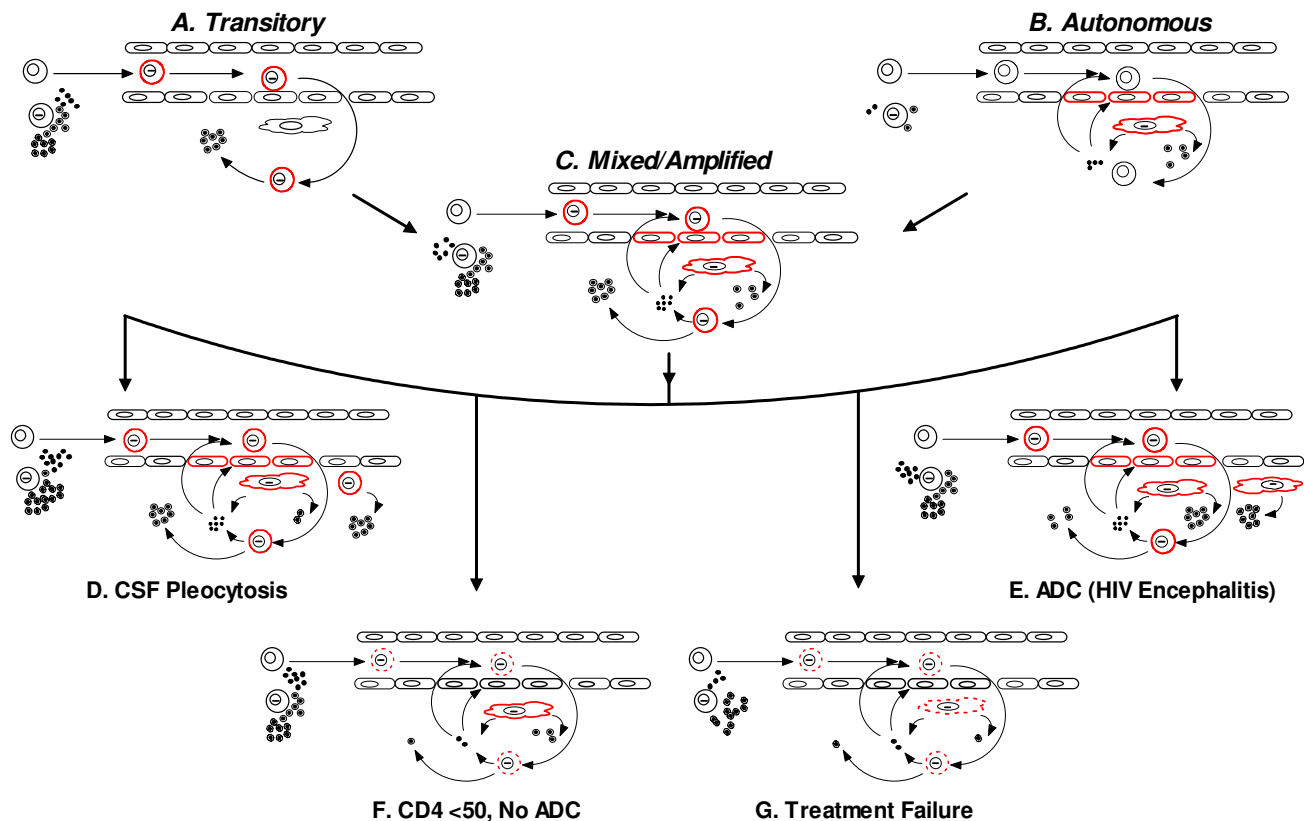 A. Transitory
B. Autonomous
C. Mixed/Amplified
D. CSF Pleocytosis
E. ADC (HIV Encephalitis)
F. CD4 <50, No ADC
G. Treatment Failure